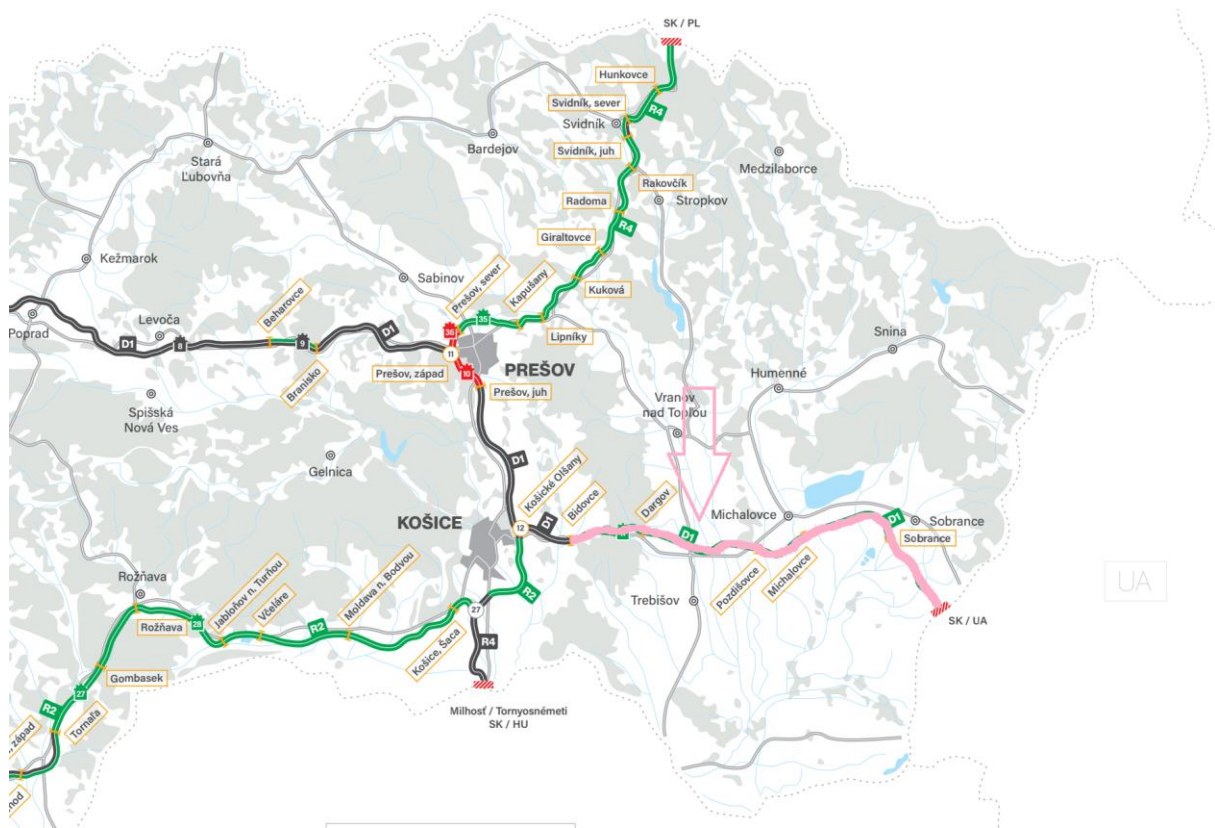 SK / PL
Hunkovce
R4
Svidník, sever
Svidník
Bardejov
Svidník, juh
Stará
Ľubovňa
Medzilaborce
Rakovčík
Stropkov
Radoma
R4
Giraltovce
Kežmarok
Sabinov
Prešov, sever
Kapušany
Kuková
Beharovce
Poprad
Levoča
D1
8
9
D1
36
35
Lipníky
11
Snina
Branisko
Prešov, západ
10
PREŠOV
Prešov, juh
Humenné
Spišská
Nová Ves
Vranov
nad Topľou
Gelnica
D1
Košické Olšany
Bidovce
Dargov
Michalovce
KOŠICE
12
D1
D1
D1
Sobrance
Sobrance
Pozdišovce
Michalovce
Rožňava
Jabloňov n. Turňou
Včeláre
Moldava n. Bodvou
R2
UA
Trebišov
27
SK / UA
Rožňava
28
R2
Košice, Šaca
R4
Gombasek
27
R2
Tornaľa
Milhosť / Tornyosnémeti
SK / HU
, západ